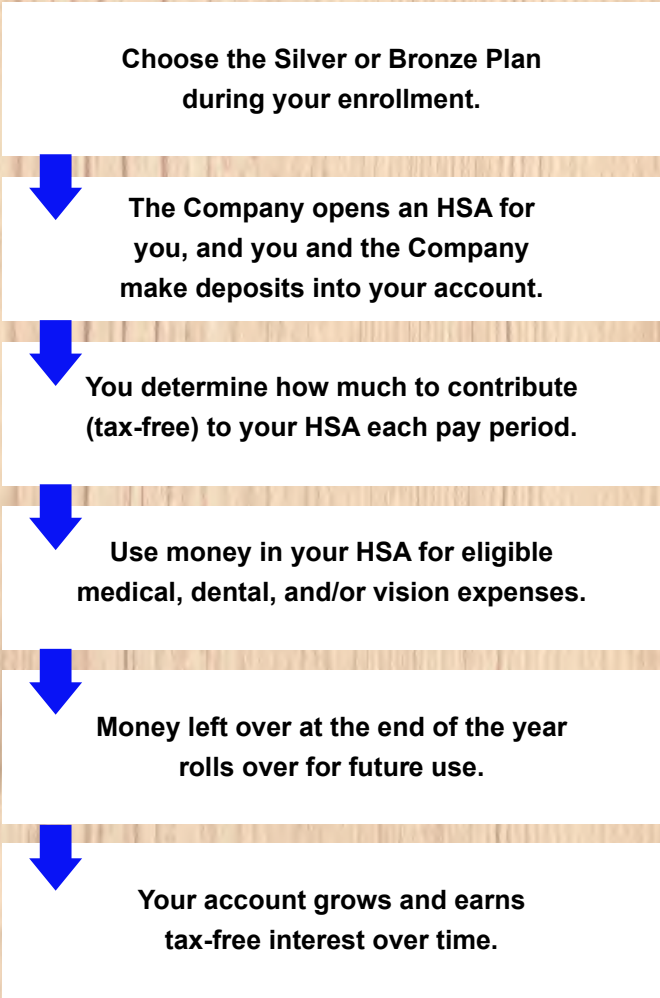 Choose the Silver or Bronze Plan
during your enrollment.
The Company opens an HSA for
you, and you and the Company
make deposits into your account.
You determine how much to contribute
(tax-free) to your HSA each pay period.
Use money in your HSA for eligible
medical, dental, and/or vision expenses.
Money left over at the end of the year
rolls over for future use.
Your account grows and earns
tax-free interest over time.